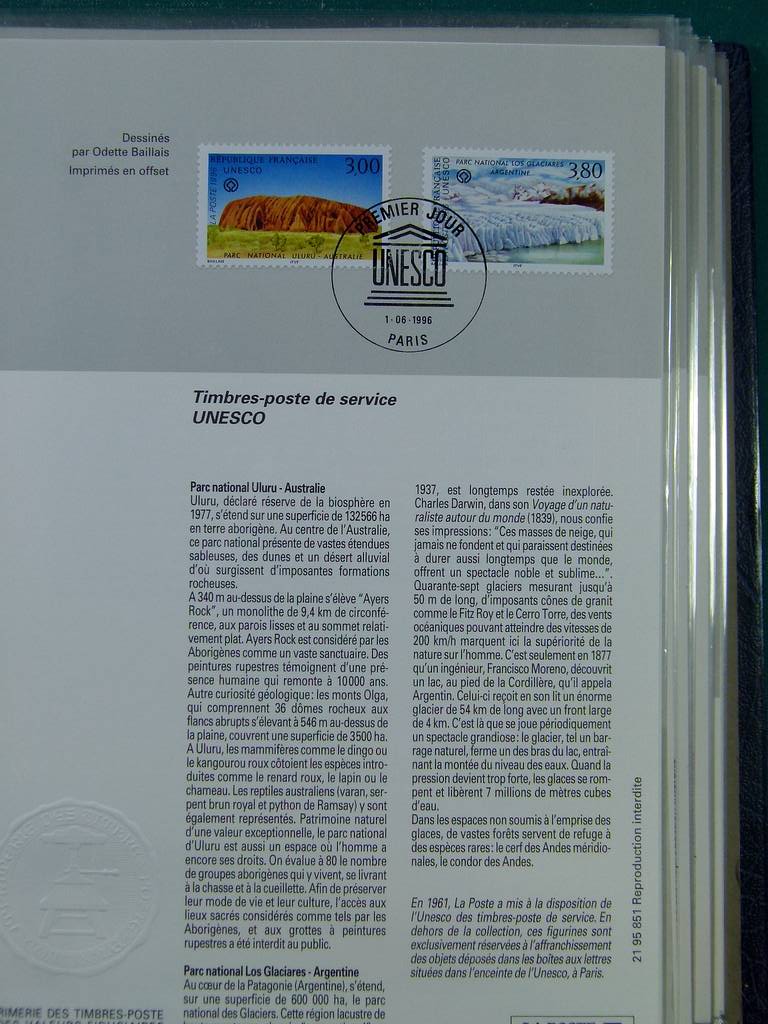 Dessinés
par Odette Baillais
Imprimés en offset
RÉPUBLIQUE FRANÇAISE
UNESCO
3,00
LA POSTE 1996
PARC NATIONAL ULURU - AUSTRALIE
PARC NATIONAL LOS GLACIARES
ARGENTINE
3,80
FRANÇAISE
UNESCO
PREMIER JOUR
UNESCO
1-06-1996
PARIS
Timbres-poste de service
UNESCO
Parc national Uluru - Australie
Uluru, déclaré réserve de la biosphère en
1977, s'étend sur une superficie de 132566 ha
en terre aborigène. Au centre de l'Australie,
ce parc national présente de vastes étendues
sableuses, des dunes et un désert alluvial
d'où surgissent d'imposantes formations
rocheuses.
A 340 m au-dessus de la plaine s'élève "Ayers
Rock", un monolithe de 9,4 km de circonfé-
rence, aux parois lisses et au sommet relati-
vement plat. Ayers Rock est considéré par les
Aborigènes comme un vaste sanctuaire. Des
peintures rupestres témoignent d'une pré-
sence humaine qui remonte à 10000 ans.
Autre curiosité géologique: les monts Olga,
qui comprennent 36 dômes rocheux aux
flancs abrupts s'élevant à 546 m au-dessus de
la plaine, couvrent une superficie de 3500 ha.
A Uluru, les mammifères comme le dingo ou
le kangourou roux côtoient les espèces intro-
duites comme le renard roux, le lapin ou le
chameau. Les reptiles australiens (varan, ser-
pent brun royal et python de Ramsay) y sont
également représentés. Patrimoine naturel
d'une valeur exceptionnelle, le parc national
d'Uluru est aussi un espace où l'homme a
encore ses droits. On évalue à 80 le nombre
de groupes aborigènes qui y vivent, se livrant
à la chasse et à la cueillette. Afin de préserver
leur mode de vie et leur culture, l'accès aux
lieux sacrés considérés comme tels par les
Aborigènes, et aux grottes à peintures
rupestres a été interdit au public.
Parc national Los Glaciares - Argentine
Au cœur de la Patagonie (Argentine), s'étend,
sur une superficie de 600 000 ha, le parc
national des Glaciers. Cette région lacustre de
1937, est longtemps restée inexplorée.
Charles Darwin, dans son Voyage d'un natu-
raliste autour du monde (1839), nous confie
ses impressions: "Ces masses de neige, qui
jamais ne fondent et qui paraissent destinées
à durer aussi longtemps que le monde,
offrent un spectacle noble et sublime...".
Quarante-sept glaciers mesurant jusqu'à
50 m de long, d'imposants cônes de granit
comme le Fitz Roy et le Cerro Torre, des vents
océaniques pouvant atteindre des vitesses de
200 km/h marquent ici la supériorité de la
nature sur l'homme. C'est seulement en 1877
qu'un ingénieur, Francisco Moreno, découvrit
un lac, au pied de la Cordillère, qu'il appela
Argentin. Celui-ci reçoit en son lit un énorme
glacier de 54 km de long avec un front large
de 4 km. C'est là que se joue périodiquement
un spectacle grandiose: le glacier, tel un bar-
rage naturel, ferme un des bras du lac, entraî-
nant la montée du niveau des eaux. Quand la
pression devient trop forte, les glaces se rom-
pent et libèrent 7 millions de mètres cubes
d'eau.
Dans les espaces non soumis à l'emprise des
glaces, de vastes forêts servent de refuge à
des espèces rares: le cerf des Andes méridio-
nales, le condor des Andes.
En 1961, La Poste a mis à la disposition de
l'Unesco des timbres-poste de service. En
dehors de la collection, ces figurines sont
exclusivement réservées à l'affranchissement
des objets déposés dans les boîtes aux lettres
situées dans l'enceinte de l'Unesco, à Paris.
21 95 851 Reproduction interdite
RIMERIE DES TIMBRES-POSTE